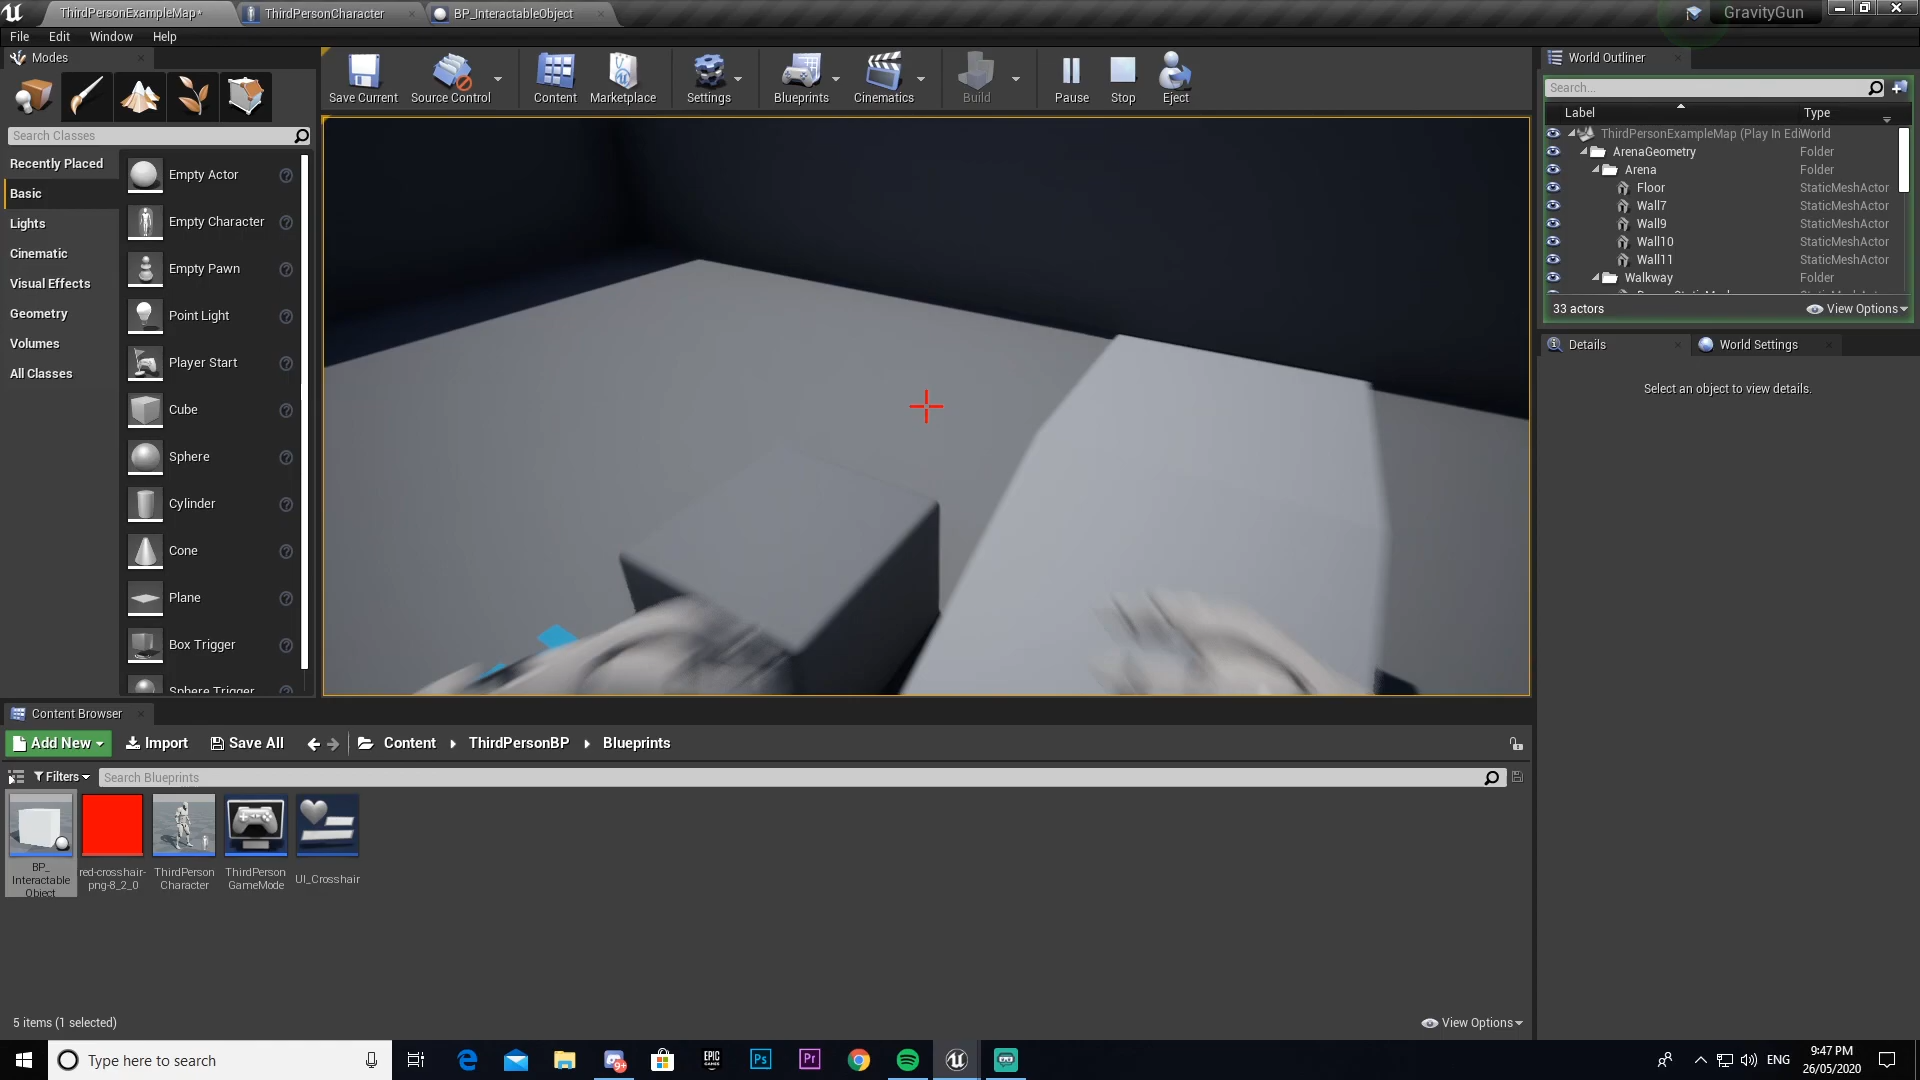 ThirdPersonExampleMap*
ThirdPersonCharacter
BP_InteractableObject
GravityGun
File
Edit
Window
Help
Modes
Save Current
Source Control
Content
Marketplace
Settings
Blueprints
Cinematics
Build
Pause
Stop
Eject
World Outliner
Search...
Label
Type
ThirdPersonExampleMap (Play In Edi
World
ArenaGeometry
Folder
Arena
Folder
Floor
StaticMeshActor
Wall7
StaticMeshActor
Wall9
StaticMeshActor
Wall10
StaticMeshActor
Wall11
StaticMeshActor
Walkway
Folder
33 actors
View Options
Details
World Settings
Select an object to view details.
Search Classes
Recently Placed
Basic
Lights
Cinematic
Visual Effects
Geometry
Volumes
All Classes
Empty Actor
Empty Character
Empty Pawn
Point Light
Player Start
Cube
Sphere
Cylinder
Cone
Plane
Box Trigger
Sphere Trigger
Content Browser
Add New
Import
Save All
Content
ThirdPersonBP
Blueprints
Filters
Search Blueprints
BP_
Interactable
Object
red-crosshair-
png-8_2_0
ThirdPerson
Character
ThirdPerson
GameMode
UI_Crosshair
5 items (1 selected)
View Options
Type here to search
9+
EPIC
GAMES
Ps
Pr
ENG
9:47 PM
26/05/2020